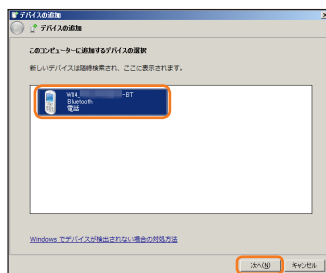 デバイスの追加
デバイスの追加
このコンピューターに追加するデバイスの選択
新しいデバイスは随時検索され、ここに表示されます。
-BT
Bluetooth
電話
Windows でデバイスが検出されない場合の対処方法
次へ(N) キャンセル